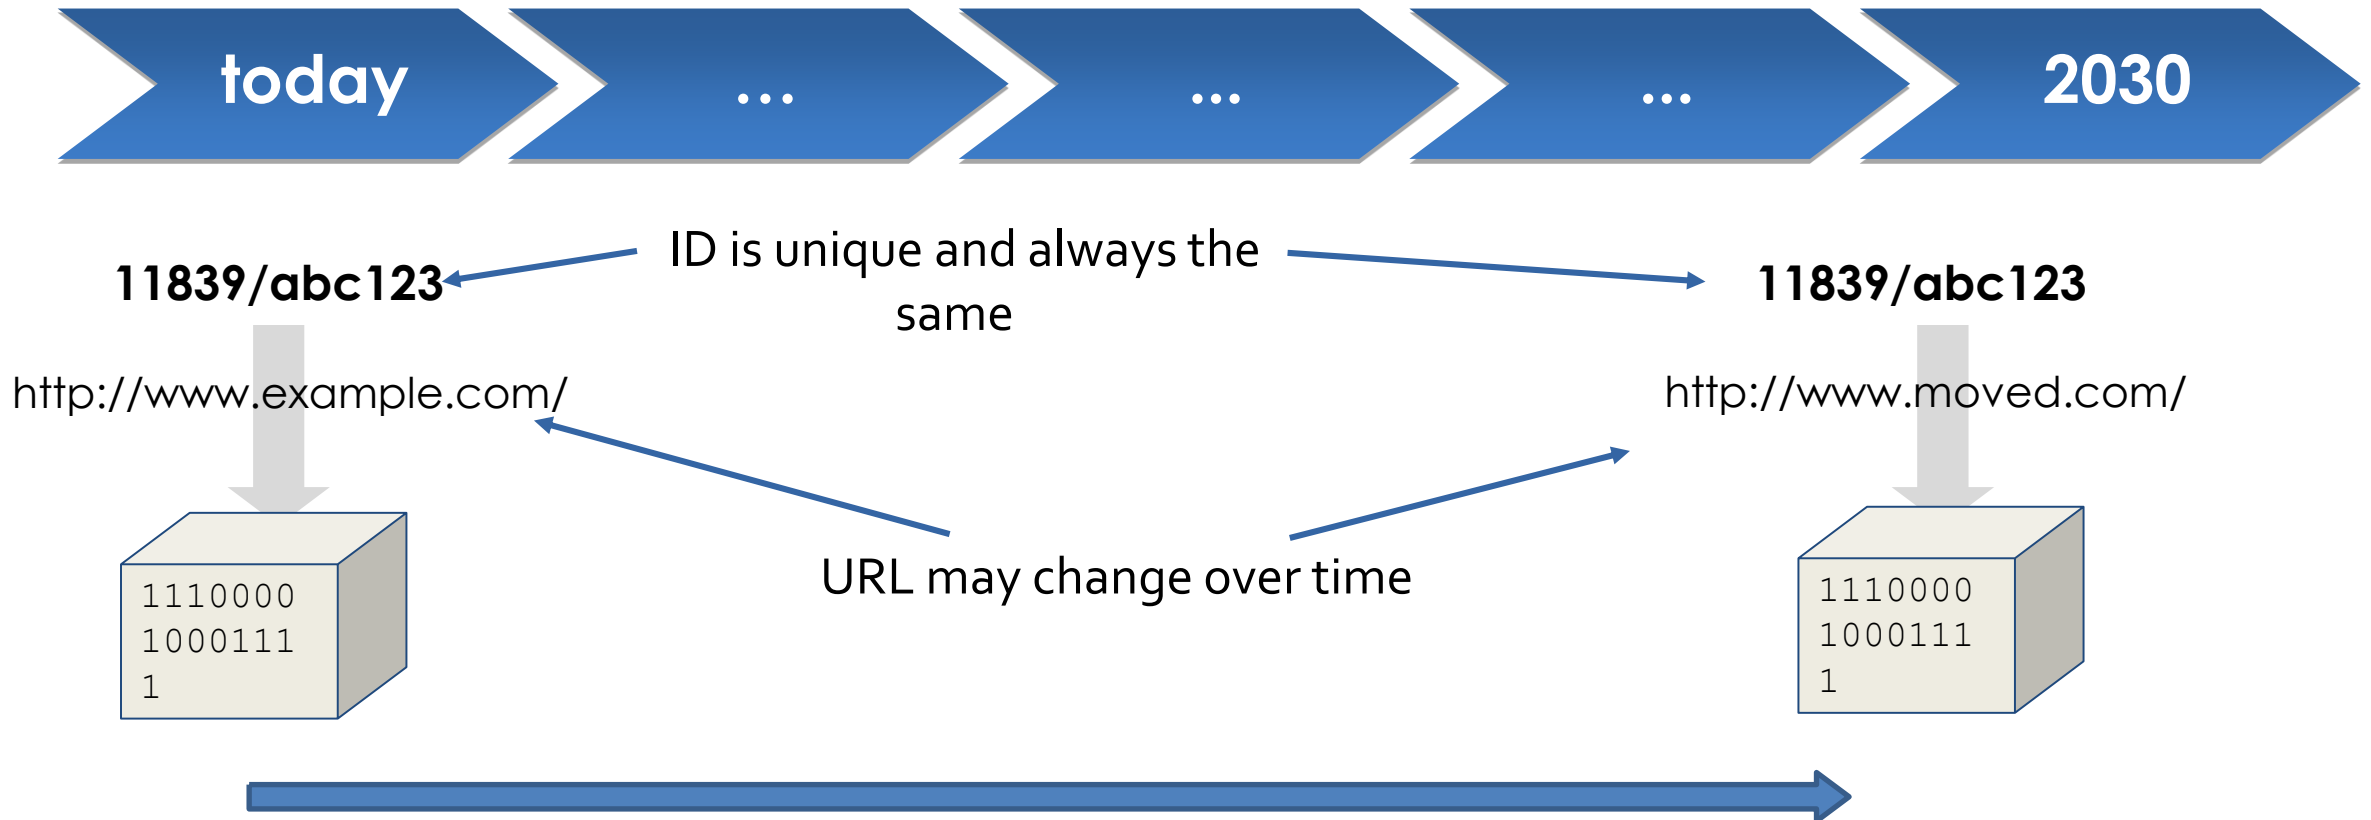 today
...
...
...
2030
ID is unique and always the
same
11839/abc123
11839/abc123
http://www.example.com/
http://www.moved.com/
URL may change over time
1110000
1000111
1
1110000
1000111
1